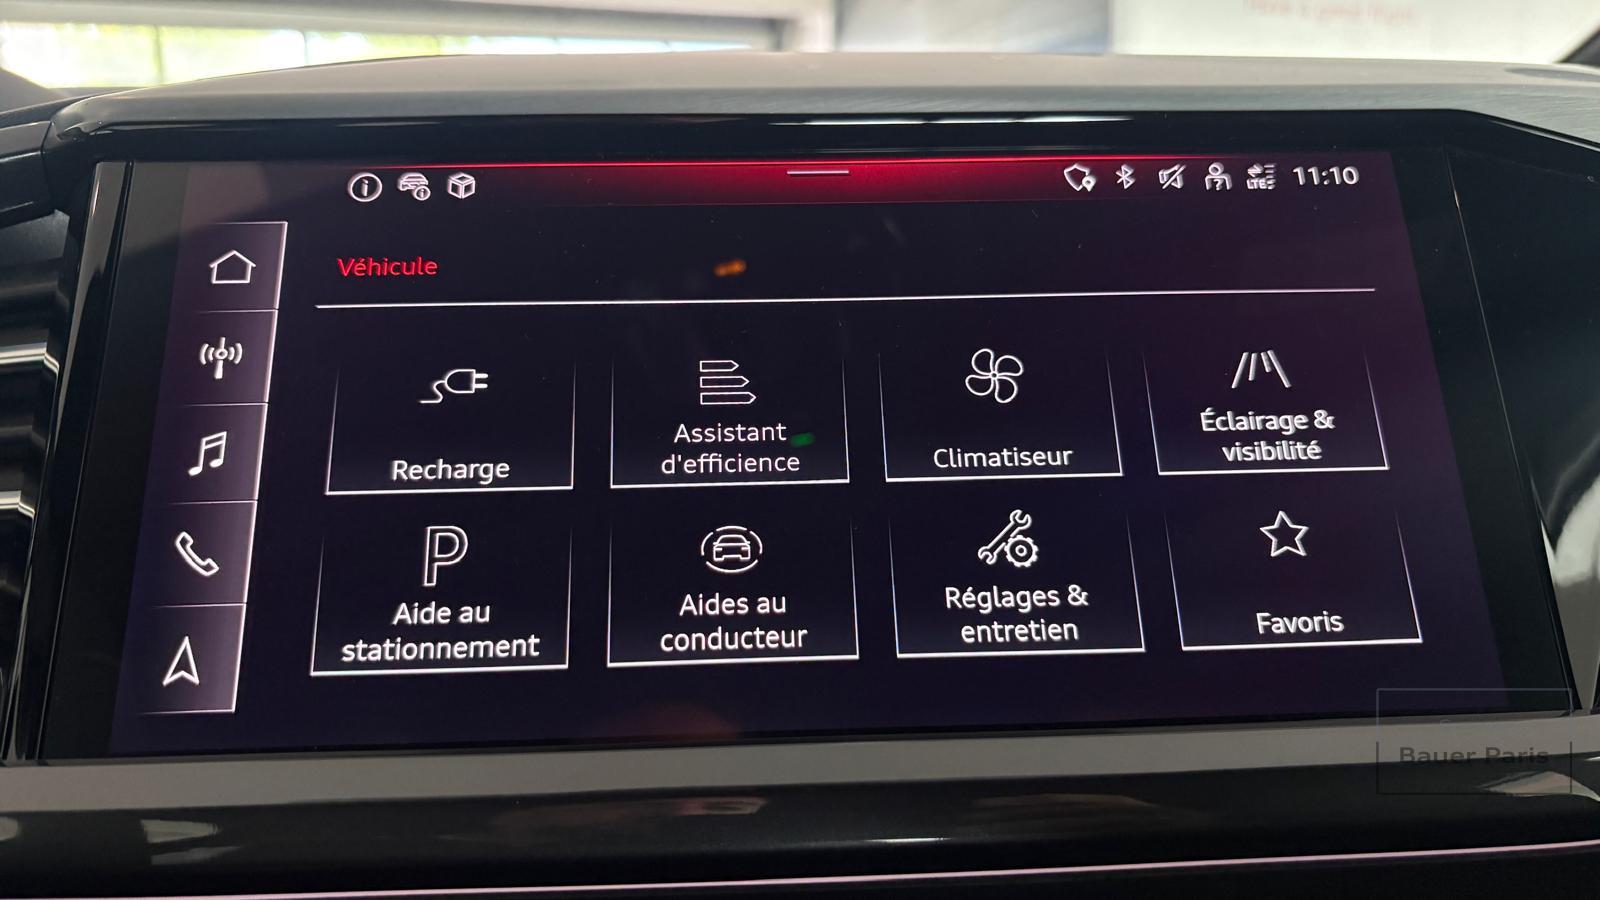 11:10
Véhicule
Recharge
Assistant
d'efficience
Climatiseur
Éclairage &
visibilité
P
Aide au
stationnement
Aides au
conducteur
Réglages &
entretien
Favoris
Bauer Paris